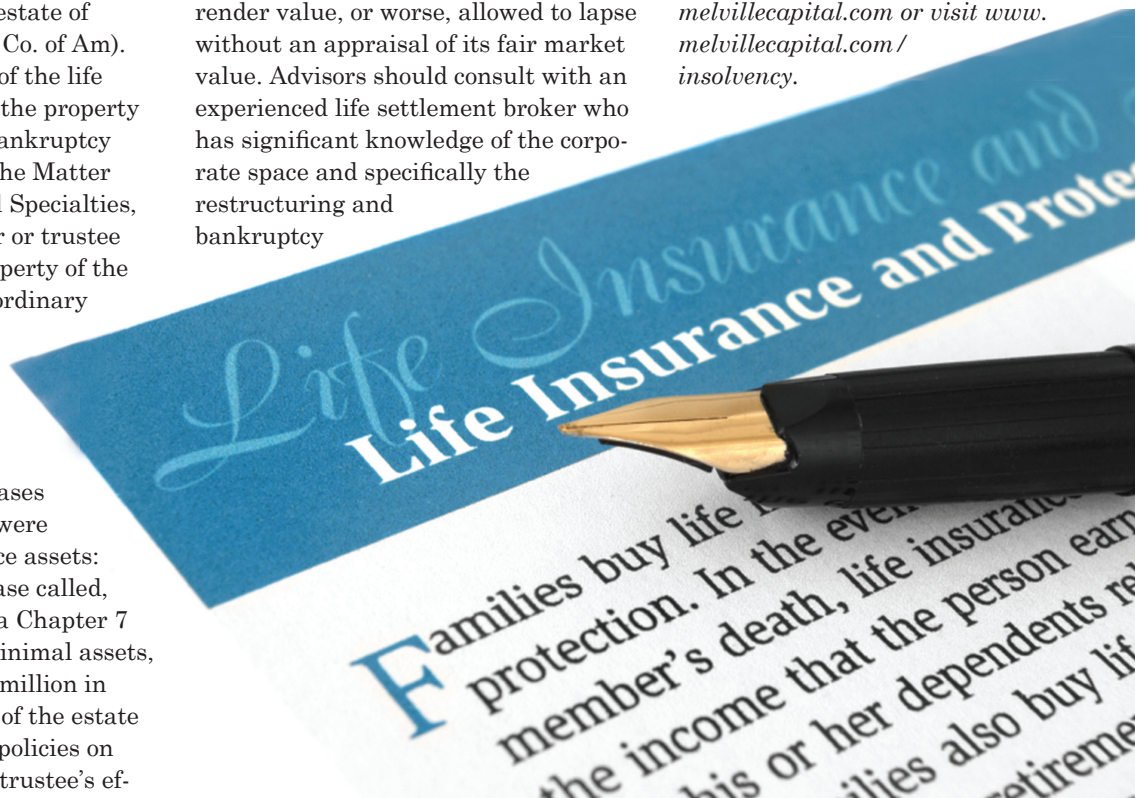 estate of
Co. of Am).
of the life
the property
ankruptcy
he Matter
Specialties,
r or trustee
perty of the
ordinary
ases
were
ce assets:
ase called,
a Chapter 7
inimal assets,
million in
of the estate
policies on
trustee's ef-
render value, or worse, allowed to lapse
without an appraisal of its fair market
value. Advisors should consult with an
experienced life settlement broker who
has significant knowledge of the corpo-
rate space and specifically the
restructuring and
bankruptcy
melvillecapital.com or visit www.
melvillecapital.com/
insolvency.
Life Insurance and
Life Insurance and Prote
Families buy life
protection. In the even
member's death, life insuranc
the income that the person earn
his or her dependents rel
ilies also buy lif
retireme